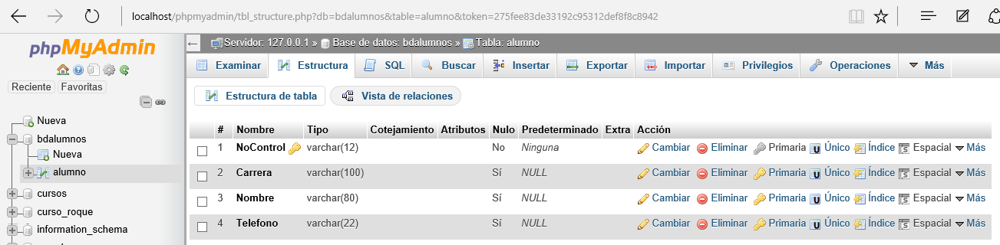 localhost/phpmyadmin/tbl_structure.php?db=bdalumnos&table=alumno&token=275fee83de33192c95312def8f8c8942
phpMyAdmin
Reciente Favoritas
Nueva
bdalumnos
Nueva
alumno
cursos
curso_roque
information_schema
Servidor: 127.0.0.1 » Base de datos: bdalumnos » Tabla: alumno
Examinar Estructura SQL Buscar Insertar Exportar Importar Privilegios Operaciones Más
Estructura de tabla Vista de relaciones
# Nombre Tipo Cotejamiento Atributos Nulo Predeterminado Extra Acción
1 NoControl varchar(12) No Ninguna Cambiar Eliminar Primaria Único Índice Espacial Más
2 Carrera varchar(100) Sí NULL Cambiar Eliminar Primaria Único Índice Espacial Más
3 Nombre varchar(80) Sí NULL Cambiar Eliminar Primaria Único Índice Espacial Más
4 Telefono varchar(22) Sí NULL Cambiar Eliminar Primaria Único Índice Espacial Más